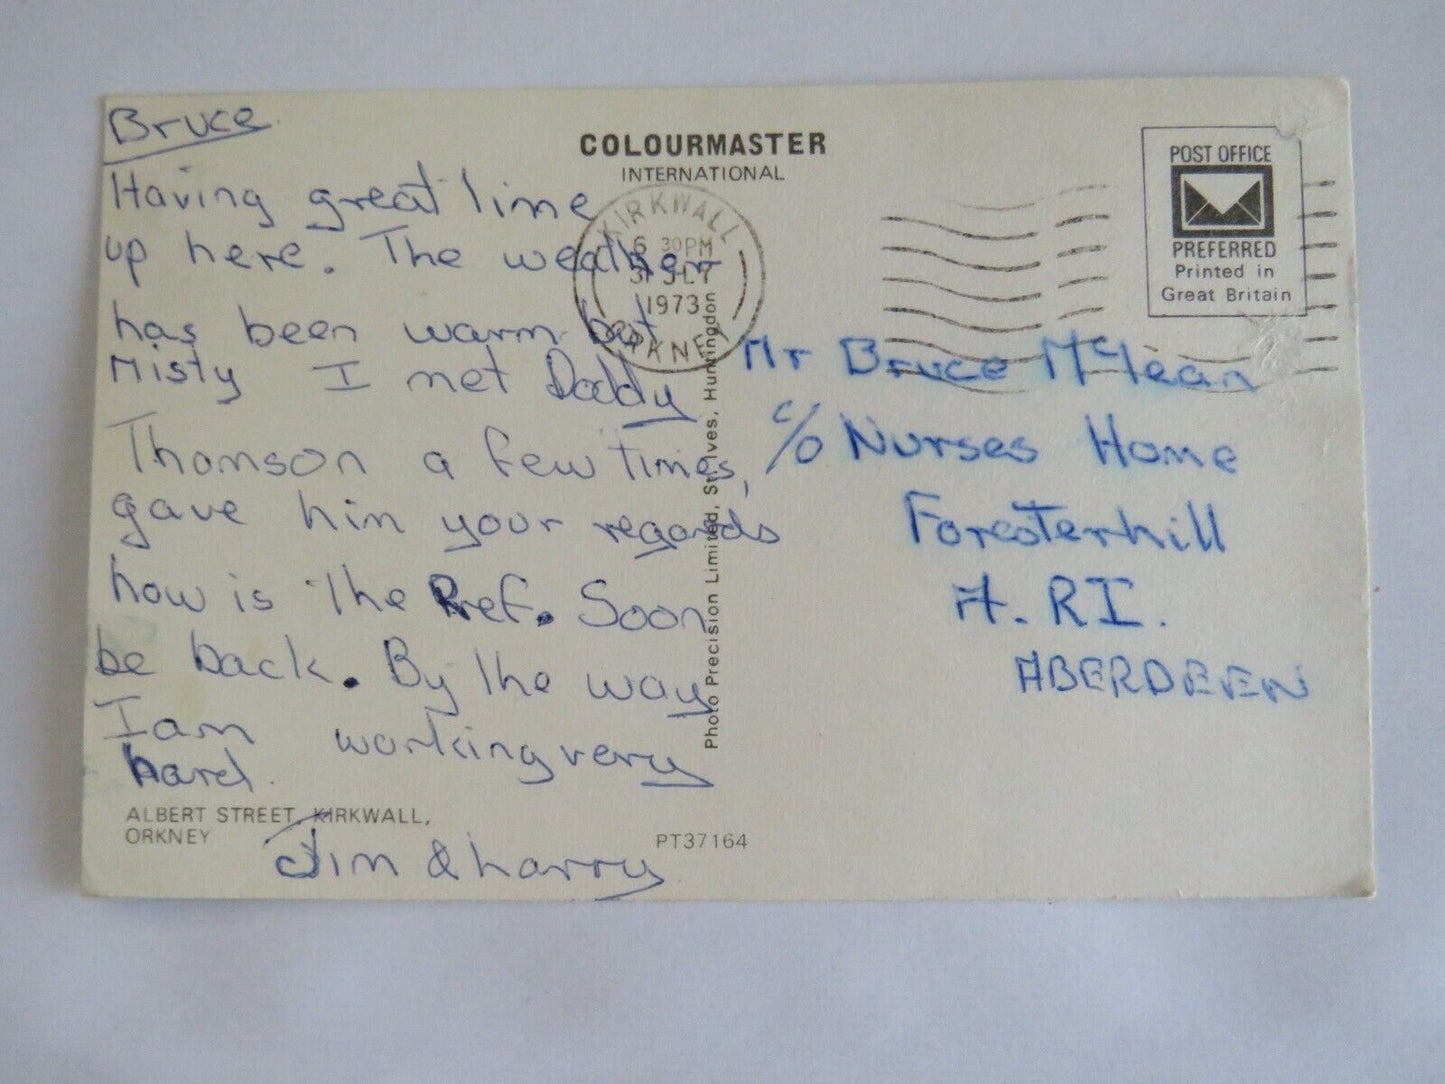 Bruce
Having great time
up here. The weather
has been warm but
Misty I met Daddy
Thomson a few times,
gave him your regards
how is the Ref. Soon
be back. By the way
I am working very
hard.
Jim & harry
ALBERT STREET, KIRKWALL,
ORKNEY
PT37164
COLOURMASTER
INTERNATIONAL
KIRKWALL
6 30PM
31 JLY
1973
ORKNEY
Photo Precision Limited, St. Ives, Huntingdon
POST OFFICE
PREFERRED
Printed in
Great Britain
Mr Bruce McLean
c/o Nurses Home
Foresterhill
A.R.I.
ABERDEEN